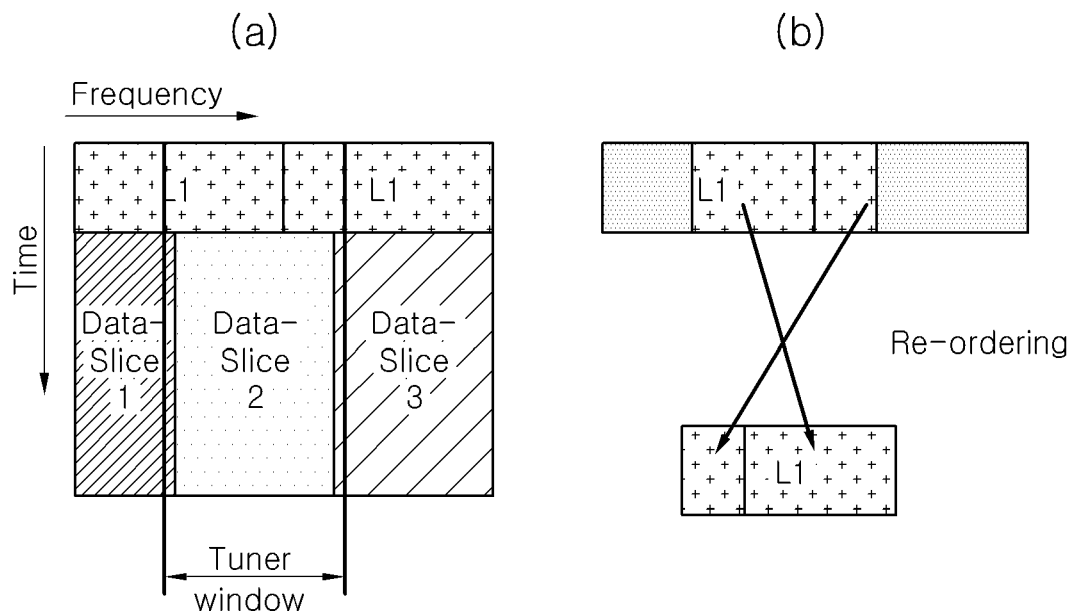 (a)
(b)
Frequency
Time
L1
L1
L1
Data-
Slice
1
Data-
Slice
2
Data-
Slice
3
Re-ordering
L1
Tuner
window